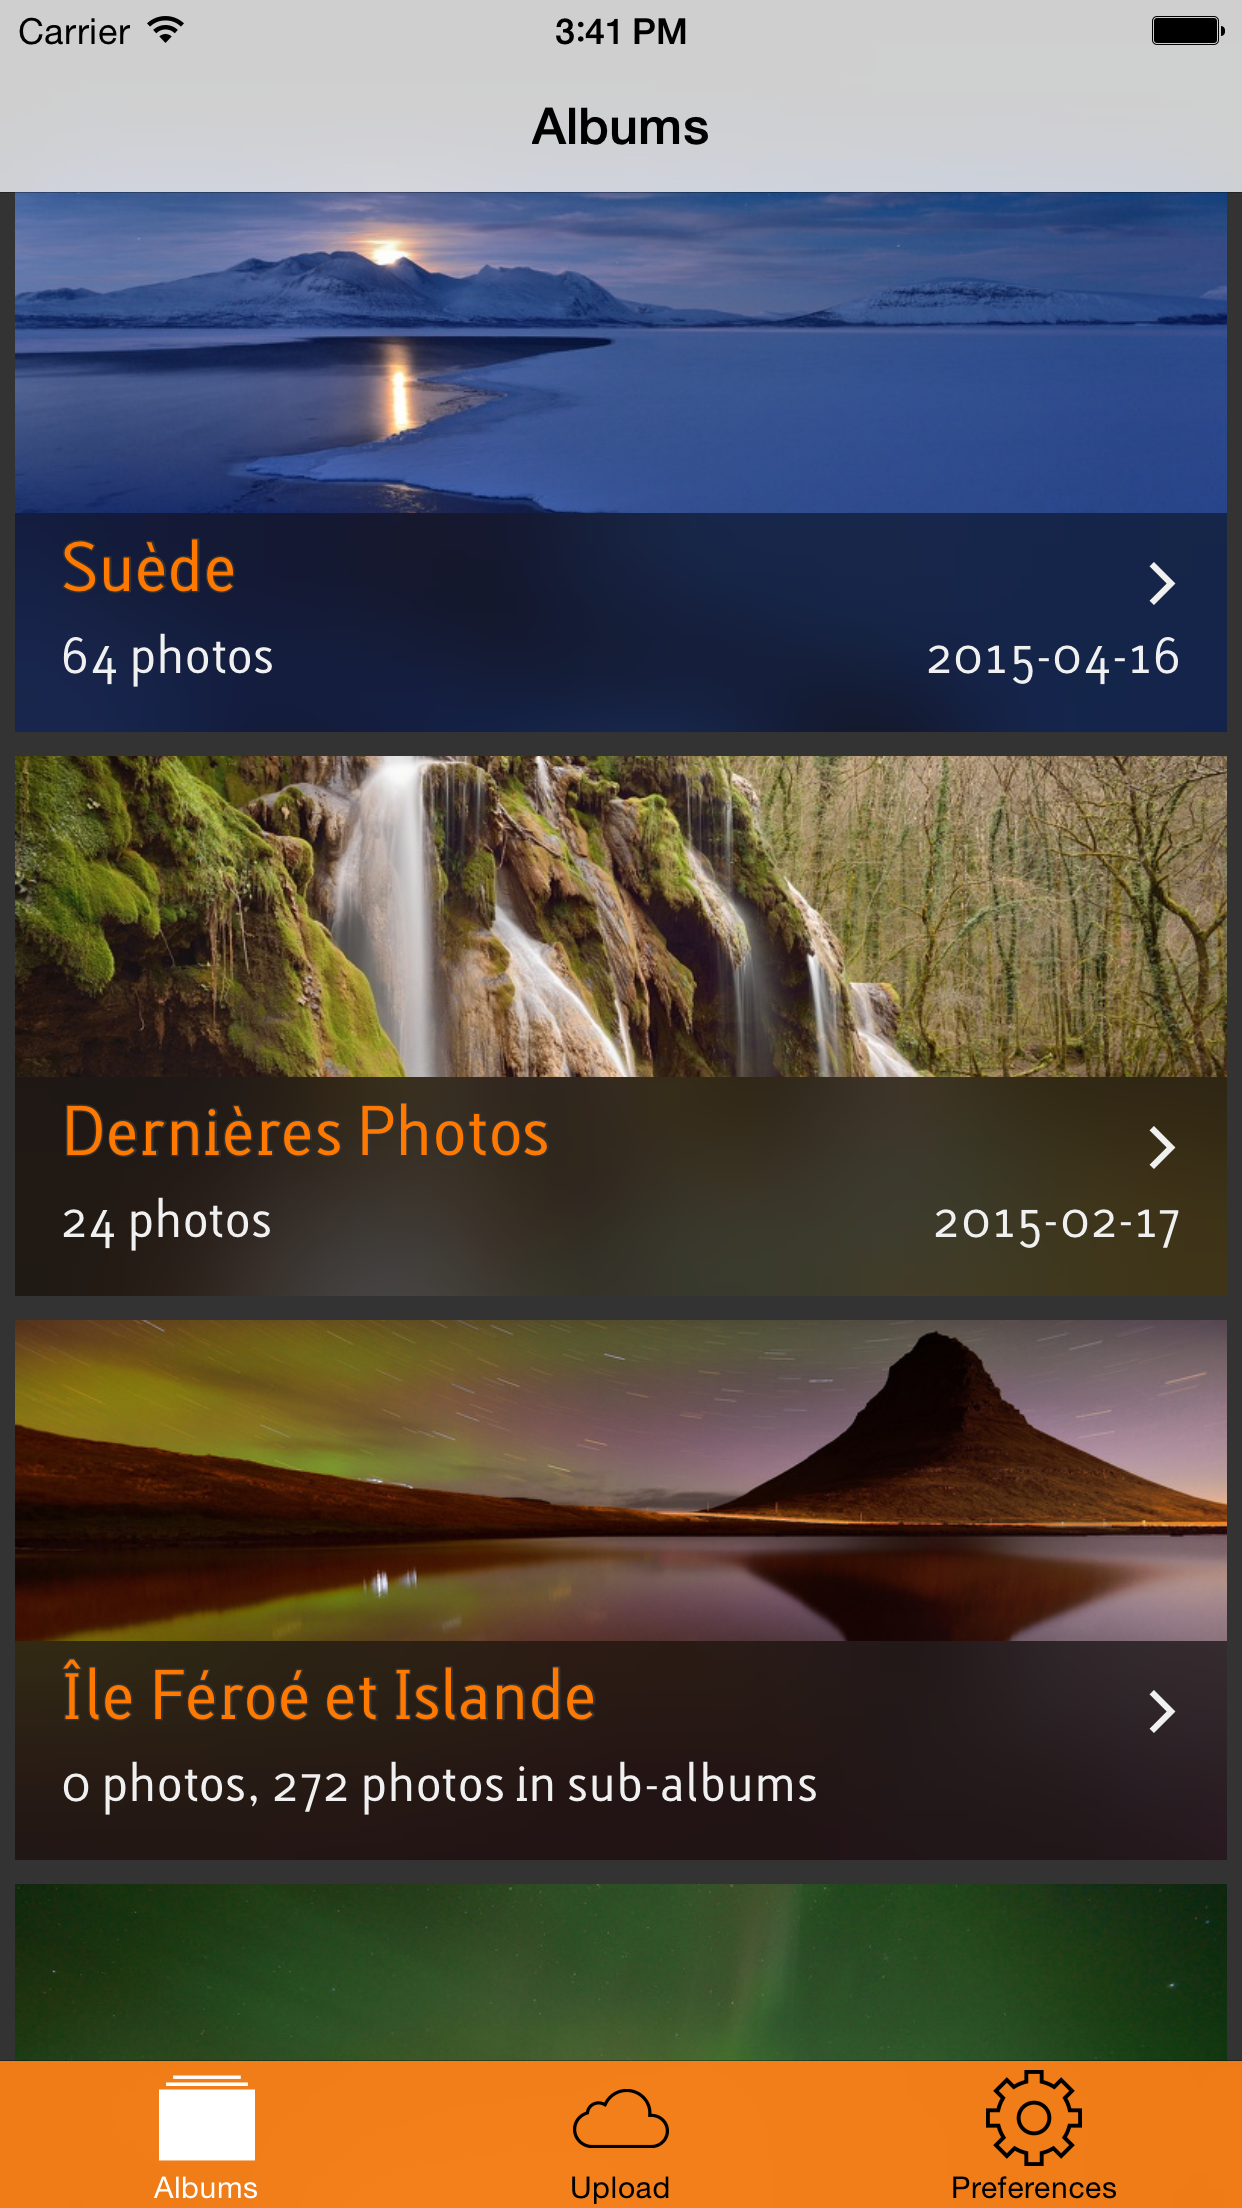 Carrier 3:41 PM
Albums
Suède
64 photos 2015-04-16
Dernières Photos
24 photos 2015-02-17
Île Féroé et Islande
0 photos, 272 photos in sub-albums
Albums Upload Preferences